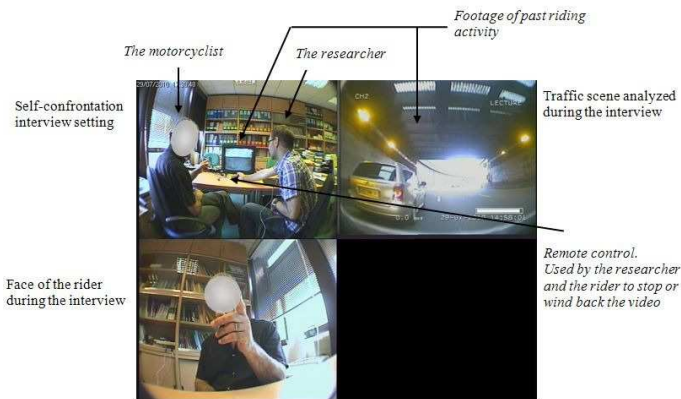 Footage of past riding
activity
The motorcyclist
The researcher
Self-confrontation
interview setting
CH2
LECTURE
Traffic scene analyzed
during the interview
Remote control.
Used by the researcher
and the rider to stop or
wind back the video
Face of the rider
during the interview